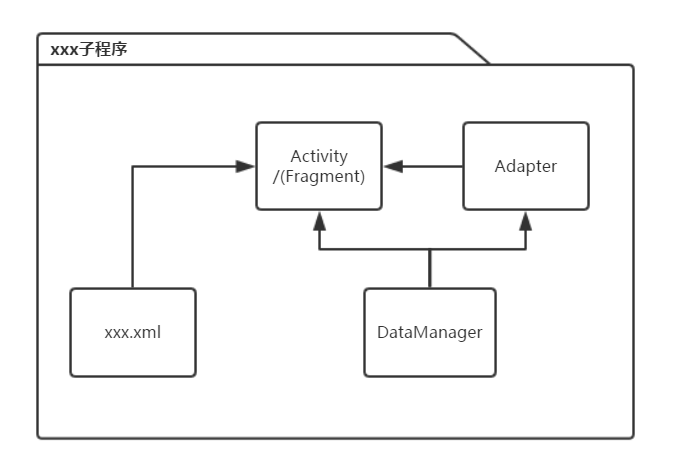 xxx子程序
Activity
/(Fragment)
Adapter
xxx.xml
DataManager